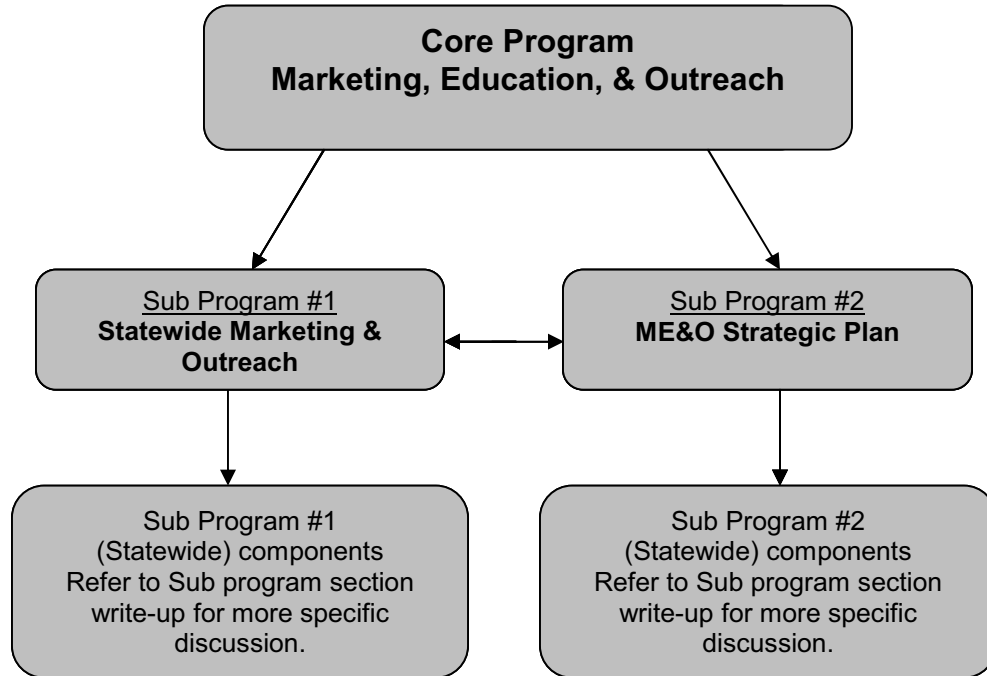 Core Program
Marketing, Education, & Outreach
Sub Program #1
Statewide Marketing &
Outreach
Sub Program #2
ME&O Strategic Plan
Sub Program #1
(Statewide) components
Refer to Sub program section
write-up for more specific
discussion.
Sub Program #2
(Statewide) components
Refer to Sub program section
write-up for more specific
discussion.